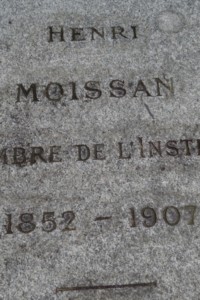 HENRI
MOISSAN
MBRE DE L'INST
1852 - 1907